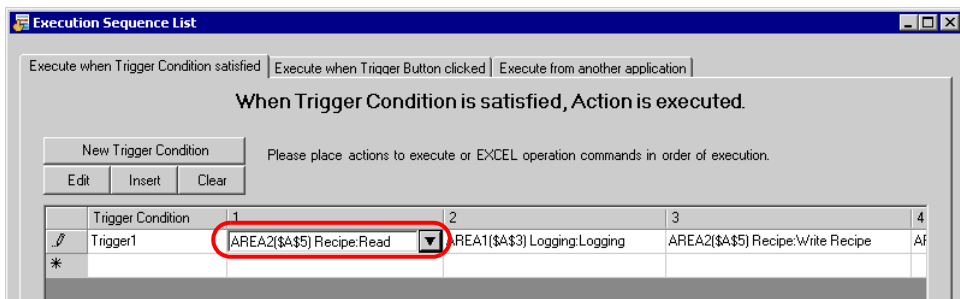 Execution Sequence List
Execute when Trigger Condition satisfied Execute when Trigger Button clicked Execute from another application
When Trigger Condition is satisfied, Action is executed.
New Trigger Condition
Please place actions to execute or EXCEL operation commands in order of execution.
Edit Insert Clear
Trigger Condition 1 2 3 4
Trigger1 AREA2($A$5) Recipe:Read AREA1($A$3) Logging:Logging AREA2($A$5) Recipe:Write Recipe